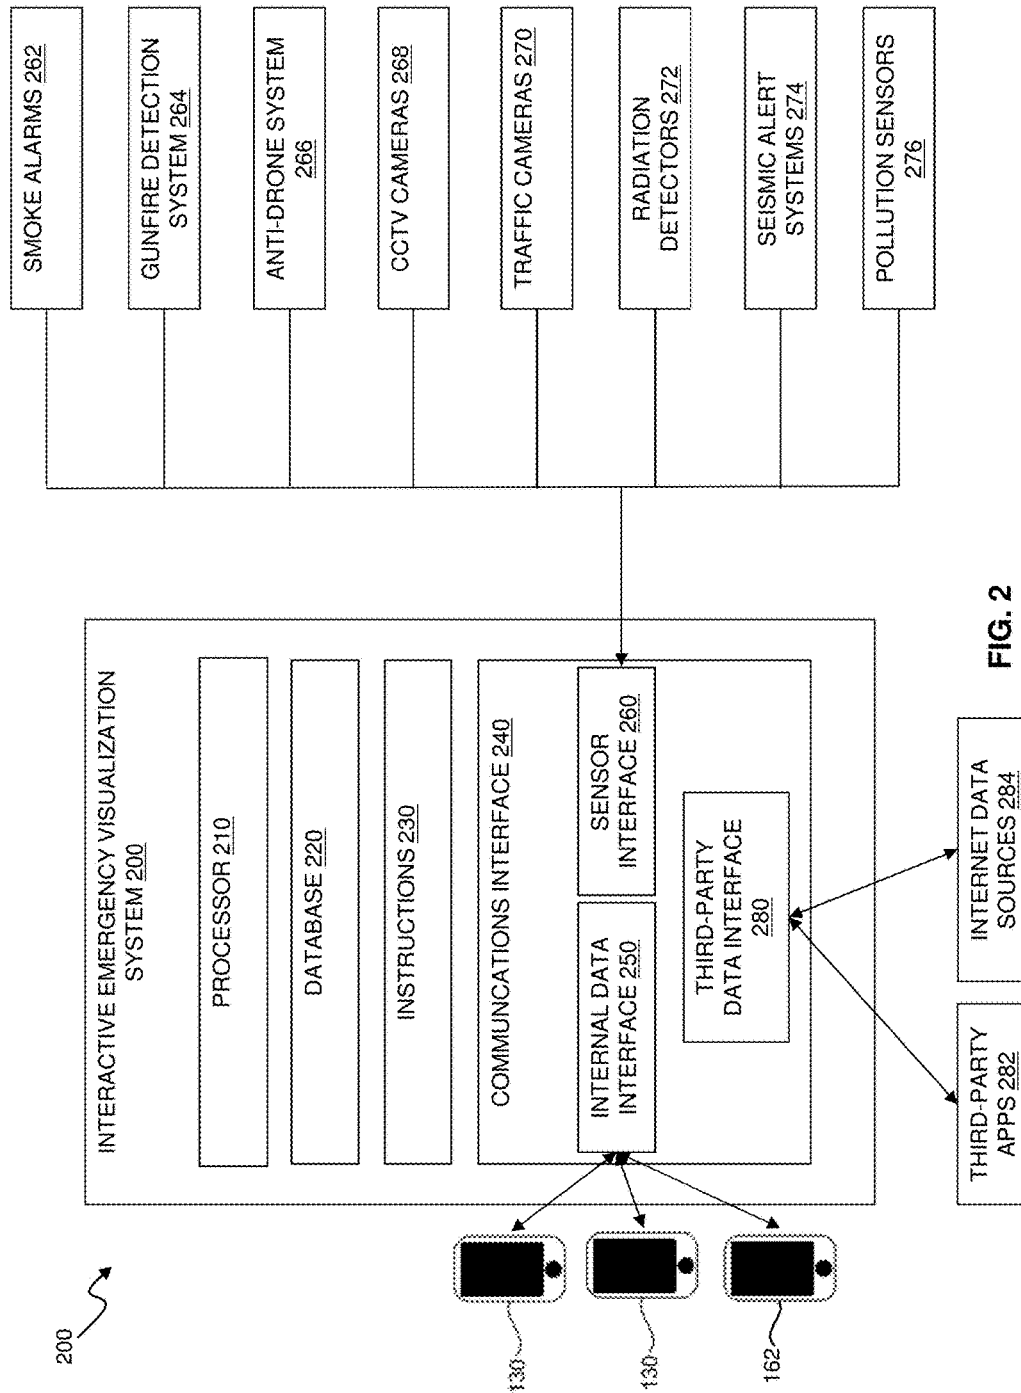 200
INTERACTIVE EMERGENCY VISUALIZATION
SYSTEM 200
PROCESSOR 210
DATABASE 220
INSTRUCTIONS 230
COMMUNCATIONS INTERFACE 240
INTERNAL DATA
INTERFACE 250
SENSOR
INTERFACE 260
THIRD-PARTY
DATA INTERFACE
280
130
130
162
THIRD-PARTY
APPS 282
INTERNET DATA
SOURCES 284
SMOKE ALARMS 262
GUNFIRE DETECTION
SYSTEM 264
ANTI-DRONE SYSTEM
266
CCTV CAMERAS 268
TRAFFIC CAMERAS 270
RADIATION
DETECTORS 272
SEISMIC ALERT
SYSTEMS 274
POLLUTION SENSORS
276
FIG. 2